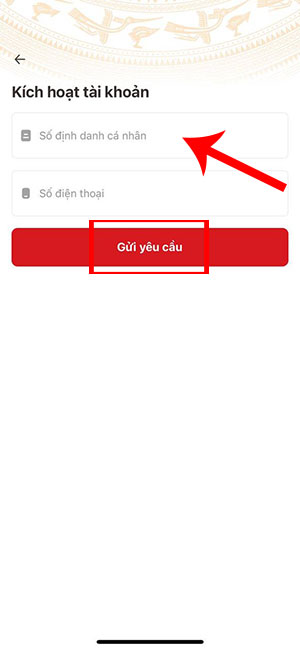 Kích hoạt tài khoản
Số định danh cá nhân
Số điện thoại
Gửi yêu cầu